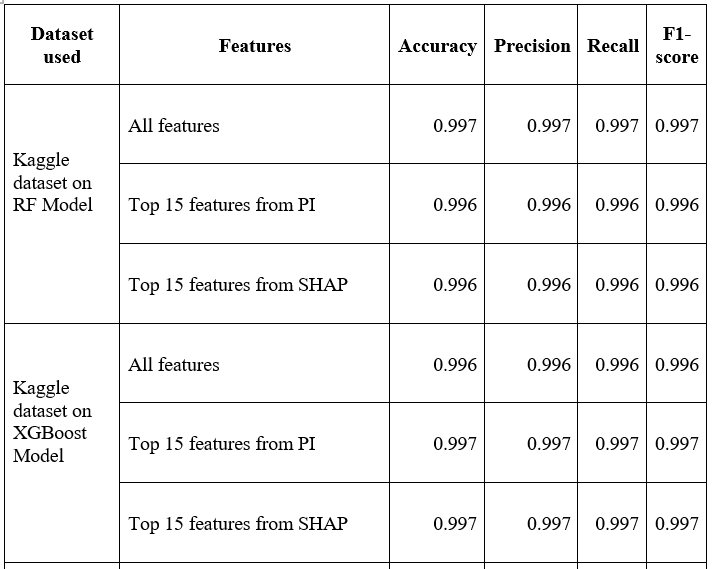 Dataset used | Features | Accuracy | Precision | Recall | F1-score
Kaggle dataset on RF Model | All features | 0.997 | 0.997 | 0.997 | 0.997
Top 15 features from PI | 0.996 | 0.996 | 0.996 | 0.996
Top 15 features from SHAP | 0.996 | 0.996 | 0.996 | 0.996
Kaggle dataset on XGBoost Model | All features | 0.996 | 0.996 | 0.996 | 0.996
Top 15 features from PI | 0.997 | 0.997 | 0.997 | 0.997
Top 15 features from SHAP | 0.997 | 0.997 | 0.997 | 0.997